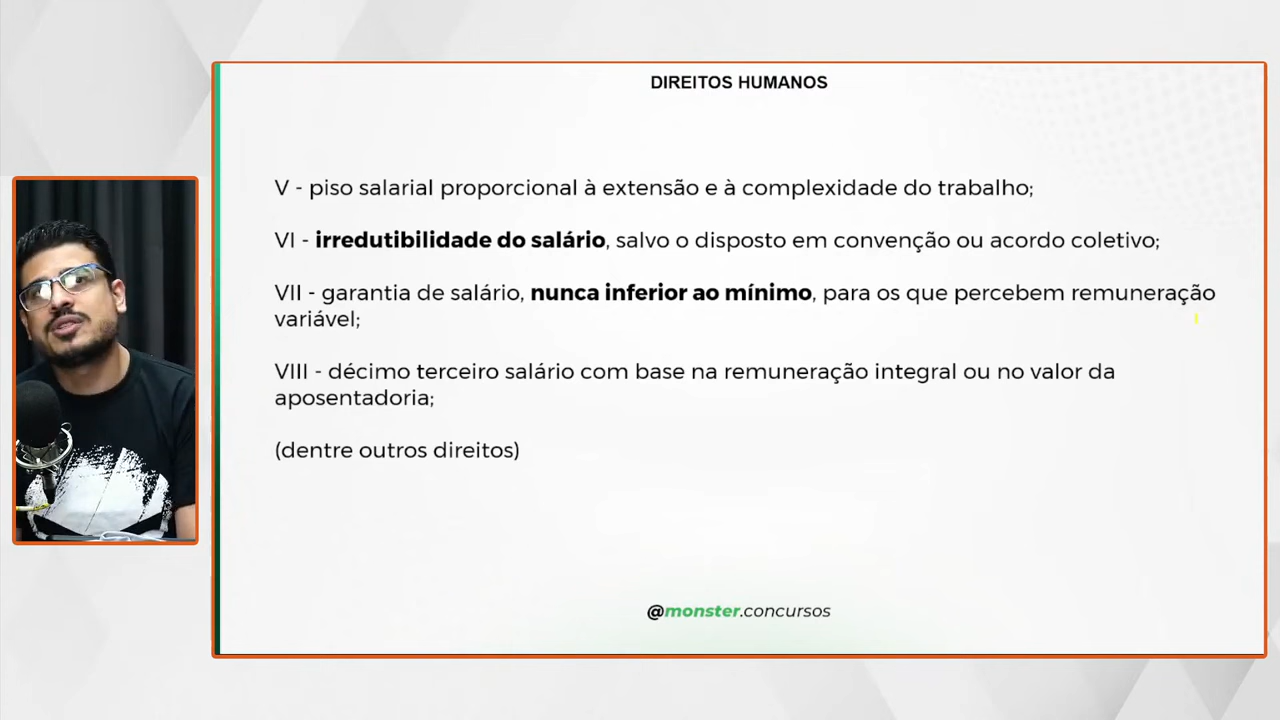 DIREITOS HUMANOS
V - piso salarial proporcional à extensão e à complexidade do trabalho;
VI - irredutibilidade do salário, salvo o disposto em convenção ou acordo coletivo;
VII - garantia de salário, nunca inferior ao mínimo, para os que percebem remuneração
variável;
VIII - décimo terceiro salário com base na remuneração integral ou no valor da
aposentadoria;
(dentre outros direitos)
@monster.concursos